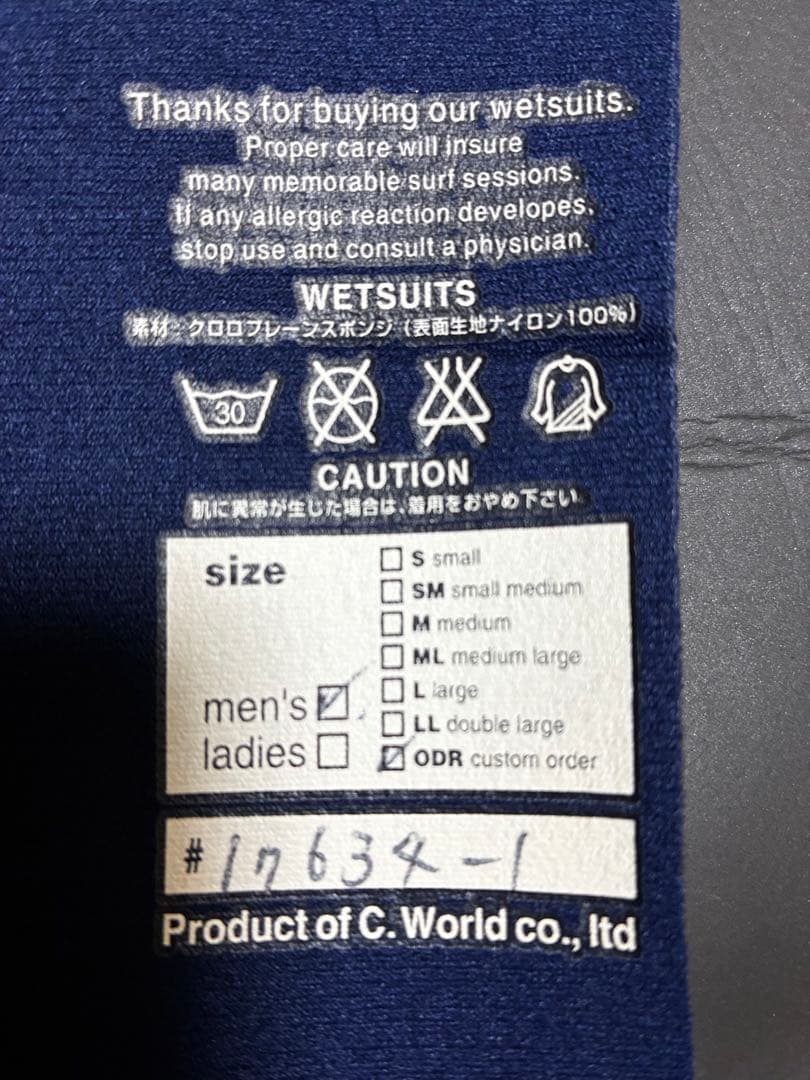 Thanks for buying our wetsuits.
Proper care will insure
many memorable surf sessions.
If any allergic reaction developes,
stop use and consult a physician.
WETSUITS
素材:クロロプレーンスポンジ(表面生地ナイロン100%)
30
CAUTION
肌に異常が生じた場合は、着用をおやめ下さい
size
S small
SM small medium
M medium
ML medium large
men's
L large
LL double large
ladies
ODR custom order
# 17634-1
Product of C.World co., ltd